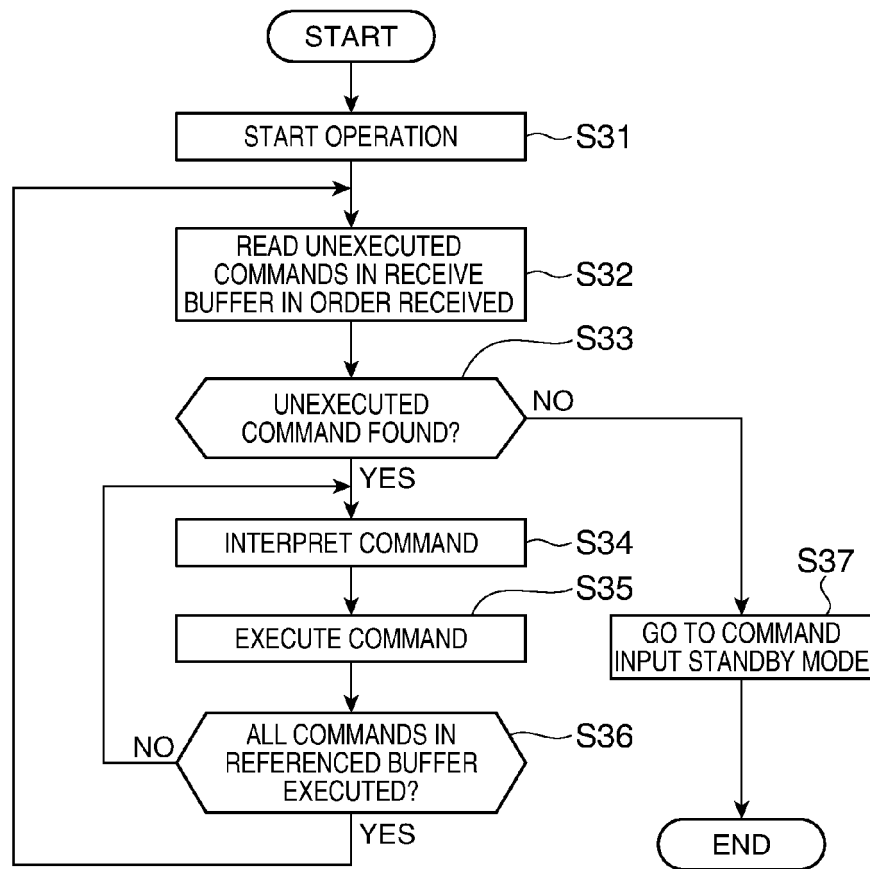 START
START OPERATION
S31
READ UNEXECUTED
COMMANDS IN RECEIVE
BUFFER IN ORDER RECEIVED
S32
S33
UNEXECUTED
COMMAND FOUND?
NO
YES
INTERPRET COMMAND
S34
S35
EXECUTE COMMAND
S37
GO TO COMMAND
INPUT STANDBY MODE
ALL COMMANDS IN
REFERENCED BUFFER
EXECUTED?
S36
NO
YES
END